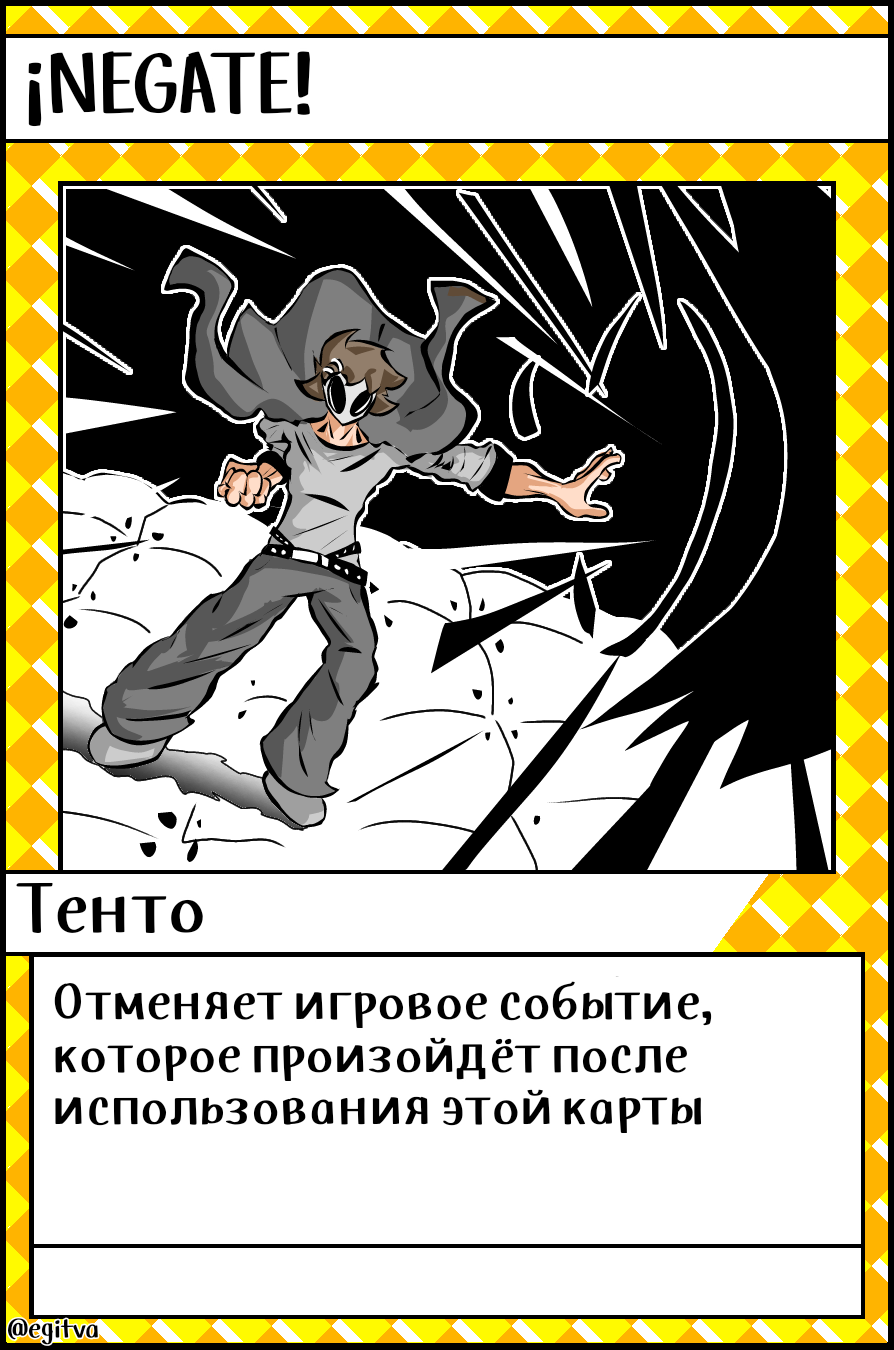 ¡NEGATE!
Тенто
Отменяет игровое событие,
которое произойдёт после
использования этой карты
@egitva